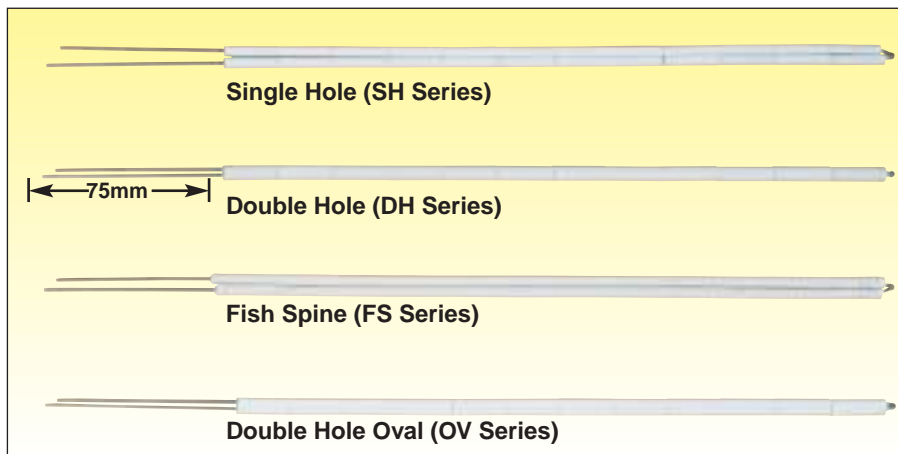 Single Hole (SH Series)
75mm
Double Hole (DH Series)
Fish Spine (FS Series)
Double Hole Oval (OV Series)